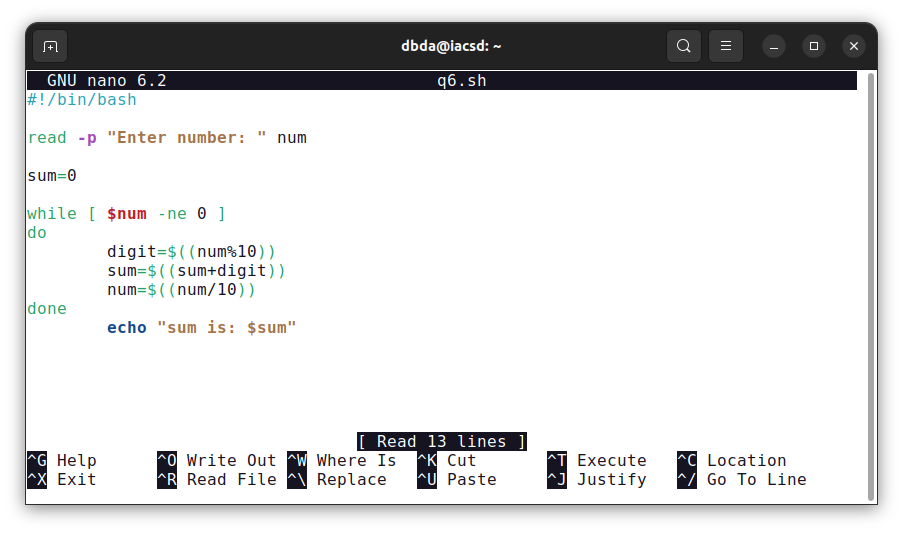 dbda@iacsd: ~
GNU nano 6.2 q6.sh
#!/bin/bash
read -p "Enter number: " num
sum=0
while [ $num -ne 0 ]
do
digit=$((num%10))
sum=$((sum+digit))
num=$((num/10))
done
echo "sum is: $sum"
[ Read 13 lines ]
^G Help ^O Write Out ^W Where Is ^K Cut ^T Execute ^C Location
^X Exit ^R Read File ^\ Replace ^U Paste ^J Justify ^/ Go To Line